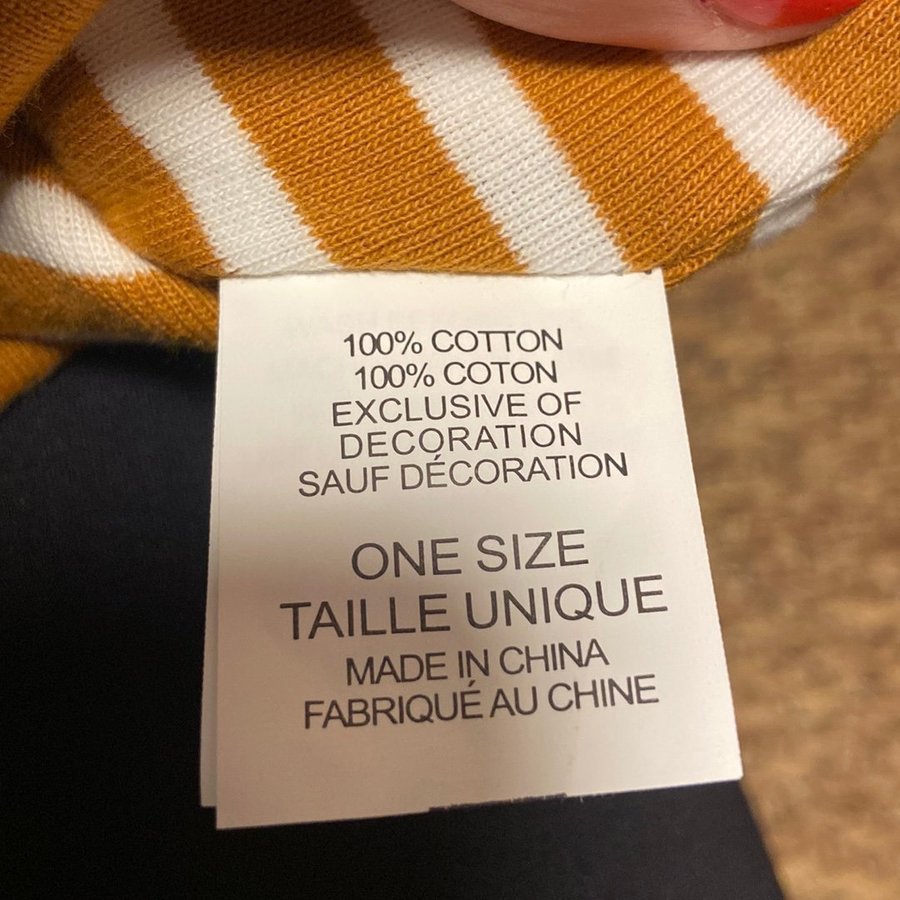 100% COTTON
100% COTON
EXCLUSIVE OF
DECORATION
SAUF DÉCORATION
ONE SIZE
TAILLE UNIQUE
MADE IN CHINA
FABRIQUÉ AU CHINE